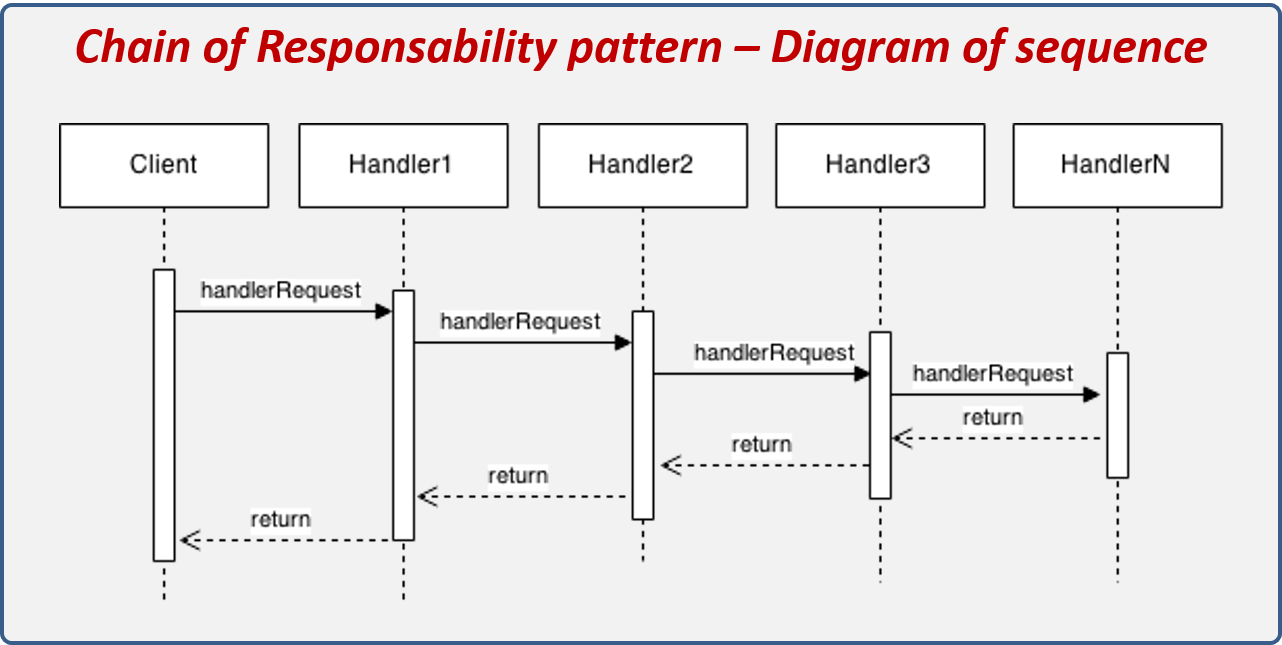 Chain of Responsability pattern – Diagram of sequence
Client
Handler1
Handler2
Handler3
HandlerN
handlerRequest
handlerRequest
handlerRequest
handlerRequest
return
return
return
return